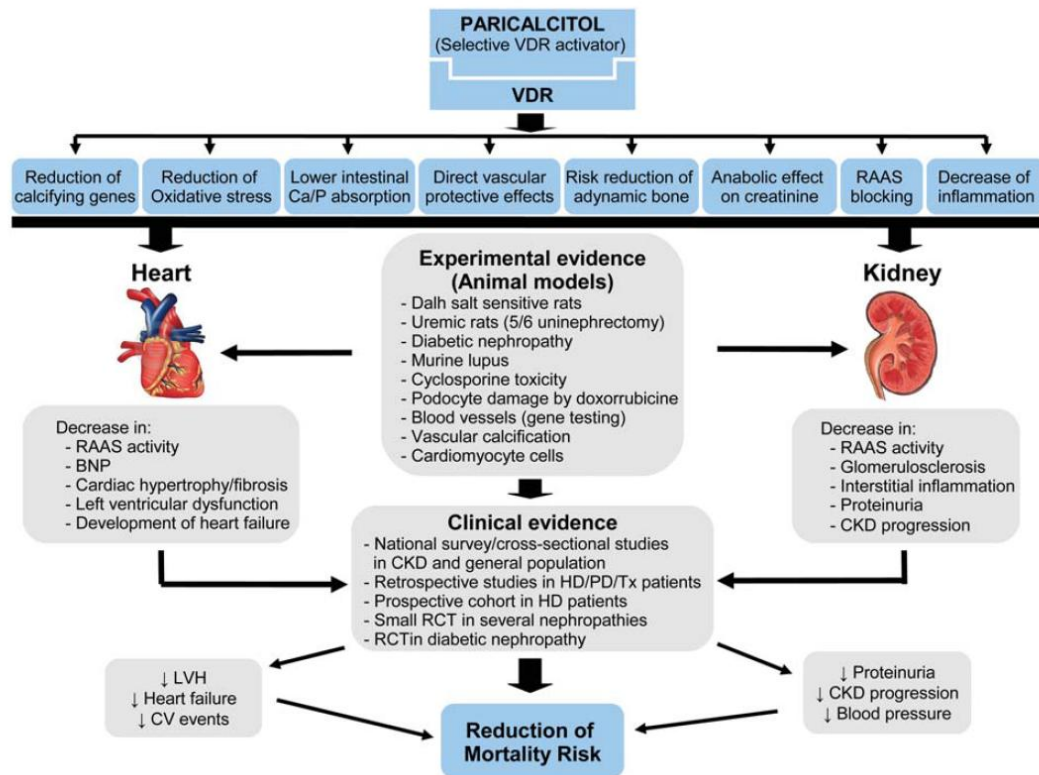 PARICALCITOL
(Selective VDR activator)
VDR
Reduction of
calcifying genes
Reduction of
Oxidative stress
Lower intestinal
Ca/P absorption
Direct vascular
protective effects
Risk reduction of
adynamic bone
Anabolic effect
on creatinine
RAAS
blocking
Decrease of
inflammation
Heart
Experimental evidence
(Animal models)
- Dalh salt sensitive rats
- Uremic rats (5/6 uninephrectomy)
- Diabetic nephropathy
- Murine lupus
- Cyclosporine toxicity
- Podocyte damage by doxorrubicine
- Blood vessels (gene testing)
- Vascular calcification
- Cardiomyocyte cells
Kidney
Decrease in:
- RAAS activity
- BNP
- Cardiac hypertrophy/fibrosis
- Left ventricular dysfunction
- Development of heart failure
Decrease in:
- RAAS activity
- Glomerulosclerosis
- Interstitial inflammation
- Proteinuria
- CKD progression
Clinical evidence
- National survey/cross-sectional studies
in CKD and general population
- Retrospective studies in HD/PD/Tx patients
- Prospective cohort in HD patients
- Small RCT in several nephropathies
- RCTin diabetic nephropathy
↓ LVH
↓ Heart failure
↓ CV events
↓ Proteinuria
↓ CKD progression
↓ Blood pressure
Reduction of
Mortality Risk